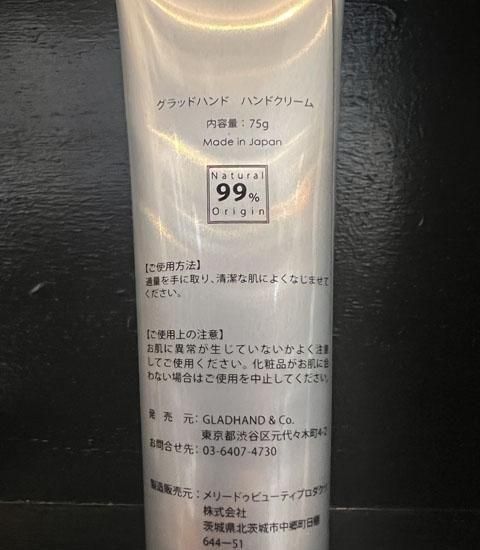 グラッドハンド ハンドクリーム
内容量：75g
Made in Japan
Natural
99%
Origin
【ご使用方法】
適量を手に取り、清潔な肌によくなじませて
ください。
【ご使用上の注意】
お肌に異常が生じていないかよく注意
してご使用ください。化粧品がお肌に合
わない場合はご使用を中止してください。
発 売 元：GLADHAND & Co.
東京都渋谷区元代々木町4-2
お問合せ先：03-6407-4730
製造販売元：メリードゥビューティプロダクツ
株式会社
茨城県北茨城市中郷町日棚
644―51